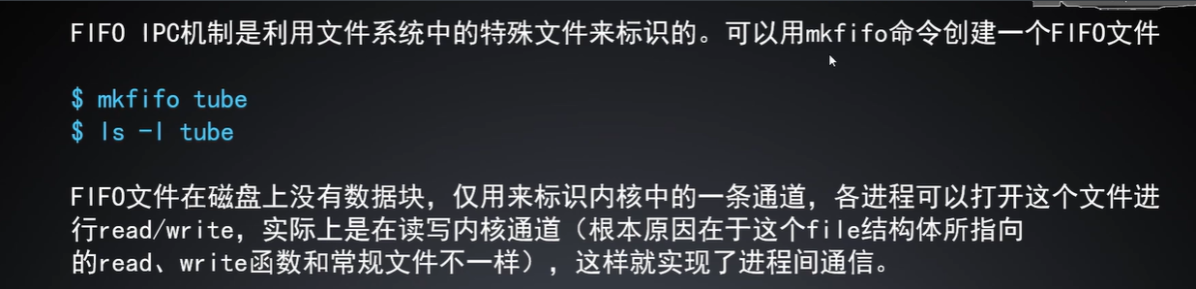 FIFO IPC机制是利用文件系统中的特殊文件来标识的。可以用mkfifo命令创建一个FIFO文件
$ mkfifo tube
$ ls -l tube
FIFO文件在磁盘上没有数据块，仅用来标识内核中的一条通道，各进程可以打开这个文件进
行read/write，实际上是在读写内核通道（根本原因在于这个file结构体所指向
的read、write函数和常规文件不一样），这样就实现了进程间通信。